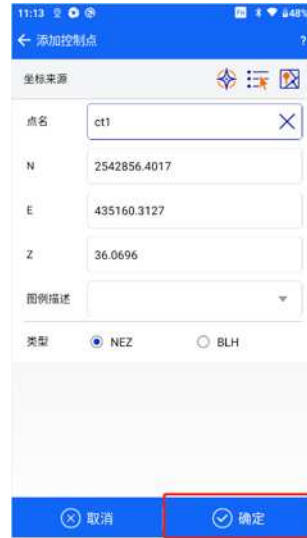 11:13
48%
← 添加控制点 ?
坐标来源
点名 ct1
N 2542856.4017
E 435160.3127
Z 36.0696
图例描述
类型 NEZ BLH
取消 确定